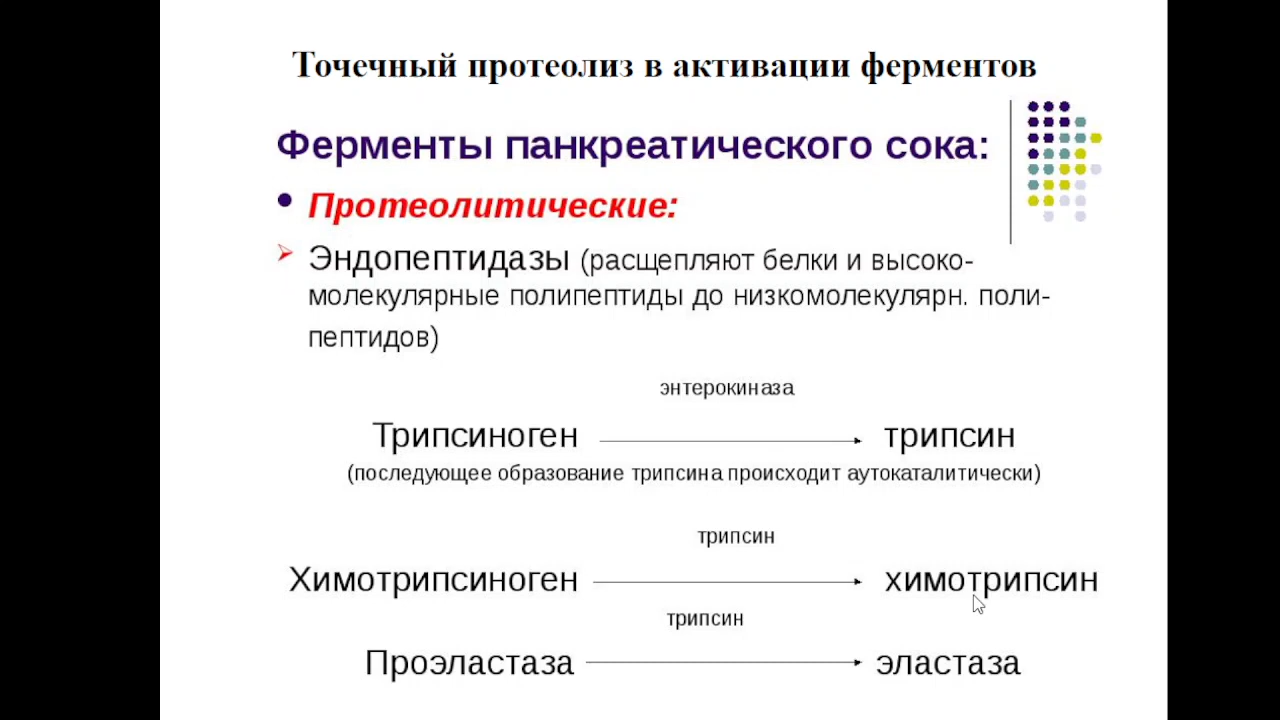 Точечный протеолиз в активации ферментов
Ферменты панкреатического сока:
Протеолитические:
Эндопептидазы (расщепляют белки и высоко-
молекулярные полипептиды до низкомолекулярн. поли-
пептидов)
энтерокиназа
Трипсиноген трипсин
(последующее образование трипсина происходит аутокаталитически)
трипсин
Химотрипсиноген химотрипсин
трипсин
Проэластаза эластаза